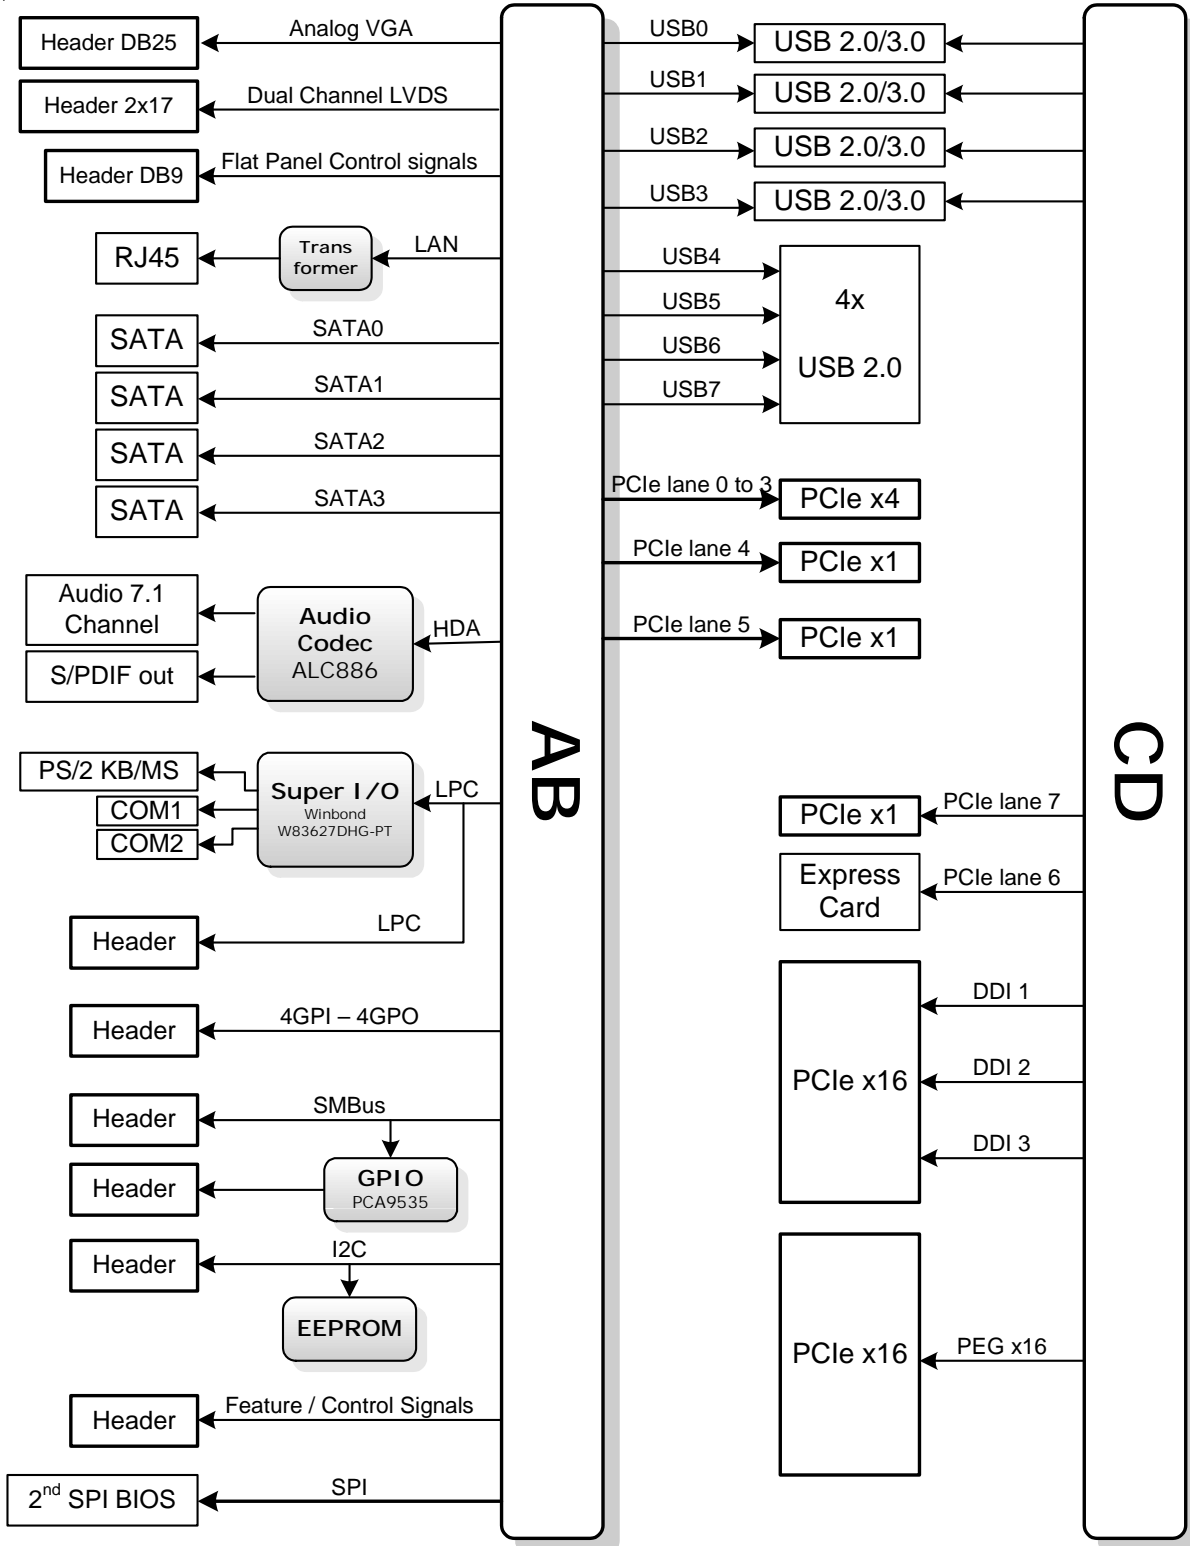 Header DB25
Analog VGA
Header 2x17
Dual Channel LVDS
Header DB9
Flat Panel Control signals
RJ45
Trans
former
LAN
SATA
SATA0
SATA
SATA1
SATA
SATA2
SATA
SATA3
Audio 7.1
Channel
S/PDIF out
Audio
Codec
ALC886
HDA
PS/2 KB/MS
COM1
COM2
Super I/O
Winbond
W83627DHG-PT
LPC
Header
LPC
Header
4GPI – 4GPO
Header
SMBus
Header
GPIO
PCA9535
Header
I2C
EEPROM
Header
Feature / Control Signals
2nd SPI BIOS
SPI
AB
USB0
USB 2.0/3.0
USB1
USB 2.0/3.0
USB2
USB 2.0/3.0
USB3
USB 2.0/3.0
USB4
USB5
USB6
USB7
4x
USB 2.0
PCIe lane 0 to 3
PCIe x4
PCIe lane 4
PCIe x1
PCIe lane 5
PCIe x1
PCIe x1
PCIe lane 7
Express
Card
PCIe lane 6
PCIe x16
DDI 1
DDI 2
DDI 3
PCIe x16
PEG x16
CD